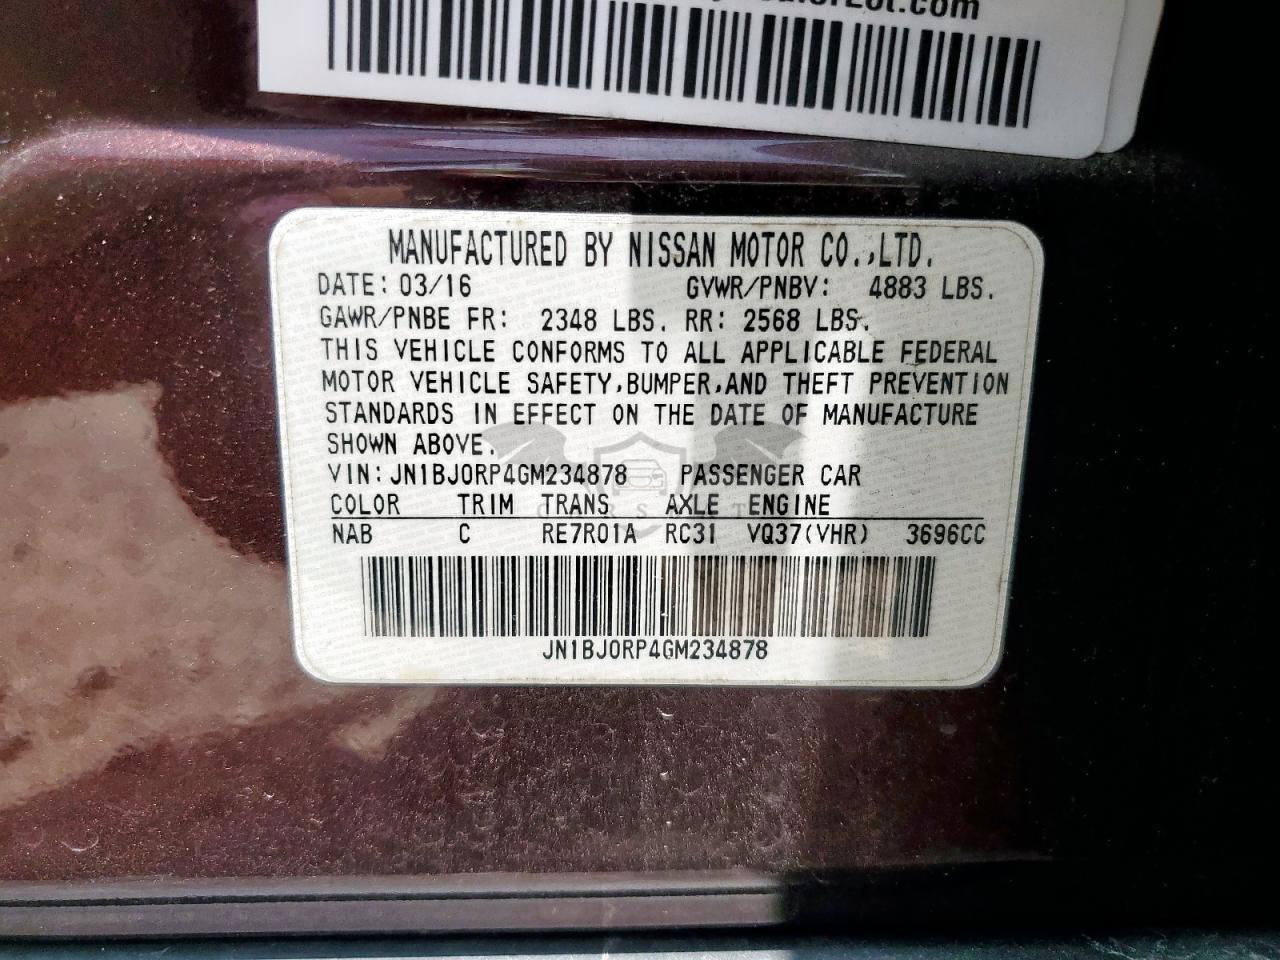 MANUFACTURED BY NISSAN MOTOR CO.,LTD.
DATE: 03/16 GVWR/PNBV: 4883 LBS.
GAWR/PNBE FR: 2348 LBS. RR: 2568 LBS.
THIS VEHICLE CONFORMS TO ALL APPLICABLE FEDERAL
MOTOR VEHICLE SAFETY,BUMPER,AND THEFT PREVENTION
STANDARDS IN EFFECT ON THE DATE OF MANUFACTURE
SHOWN ABOVE.
VIN:JN1BJ0RP4GM234878 PASSENGER CAR
COLOR TRIM TRANS AXLE ENGINE
NAB C RE7R01A RC31 VQ37(VHR) 3696CC
JN1BJ0RP4GM234878